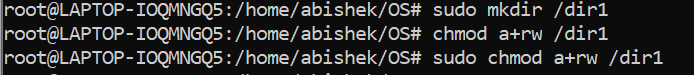 root@LAPTOP-IOQMNGQ5:/home/abishek/OS# sudo mkdir /dir1
root@LAPTOP-IOQMNGQ5:/home/abishek/OS# chmod a+rw /dir1
root@LAPTOP-IOQMNGQ5:/home/abishek/OS# sudo chmod a+rw /dir1